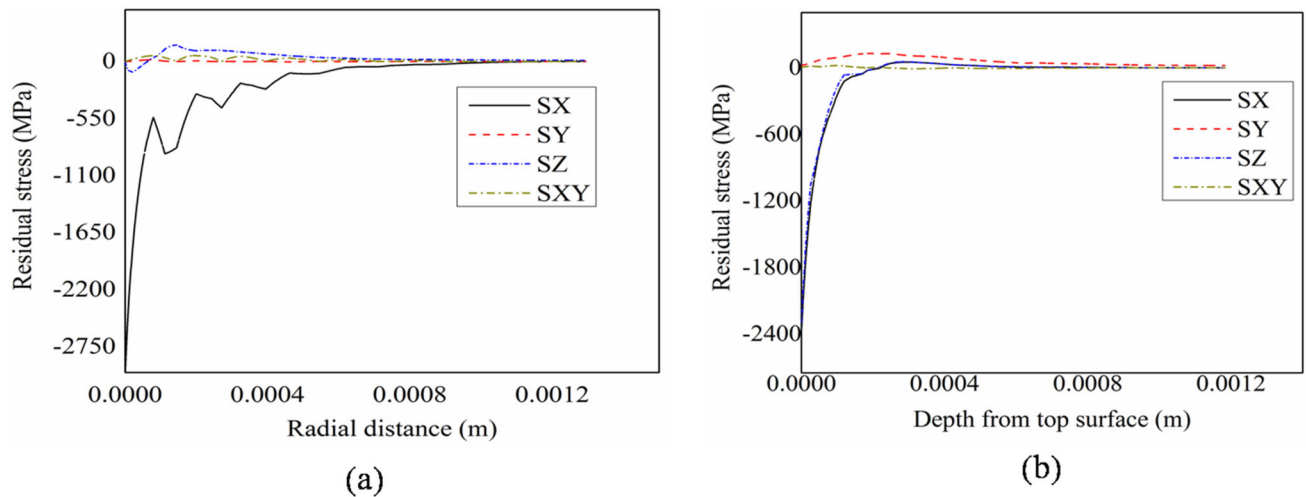 0
-550
-1100
-1650
-2200
-2750
Residual stress (MPa)
SX
SY
SZ
SXY
0.0000 0.0004 0.0008 0.0012
Radial distance (m)
(a)
0
-600
-1200
-1800
-2400
Residual stress (MPa)
SX
SY
SZ
SXY
0.0000 0.0004 0.0008 0.0012
Depth from top surface (m)
(b)